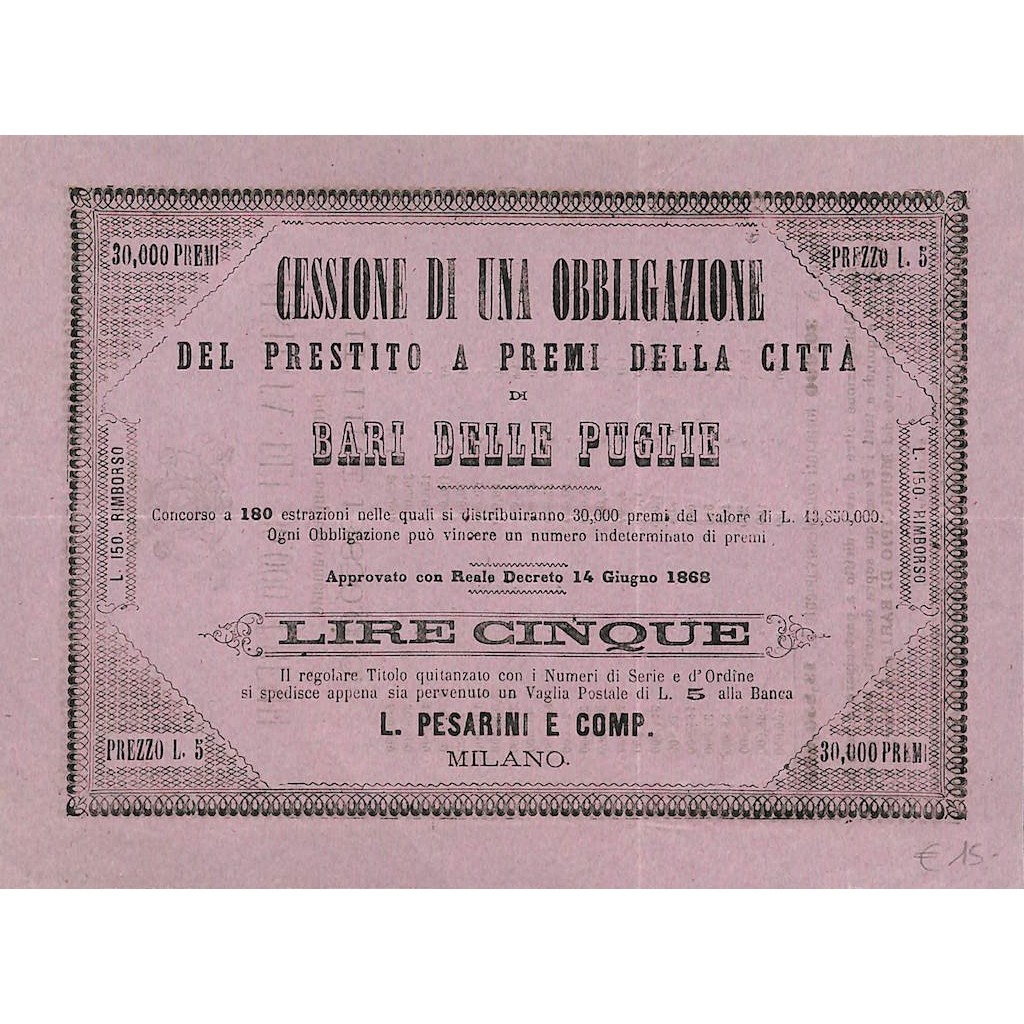 30,000 PREMI
PREZZO L. 5
CESSIONE DI UNA OBBLIGAZIONE
DEL PRESTITO A PREMI DELLA CITTÀ
DI
BARI DELLE PUGLIE
L. 150. RIMBORSO
L. 150. RIMBORSO
Concorso a 180 estrazioni nelle quali si distribuiranno 30,000 premi del valore di L. 13,850,000.
Ogni Obbligazione può vincere un numero indeterminato di premi
Approvato con Reale Decreto 14 Giugno 1868
LIRE CINQUE
Il regolare Titolo quitanzato con i Numeri di Serie e d'Ordine
si spedisce appena sia pervenuto un Vaglia Postale di L. 5 alla Banca
L. PESARINI E COMP.
MILANO.
PREZZO L. 5
30,000 PREMI
€ 15.-